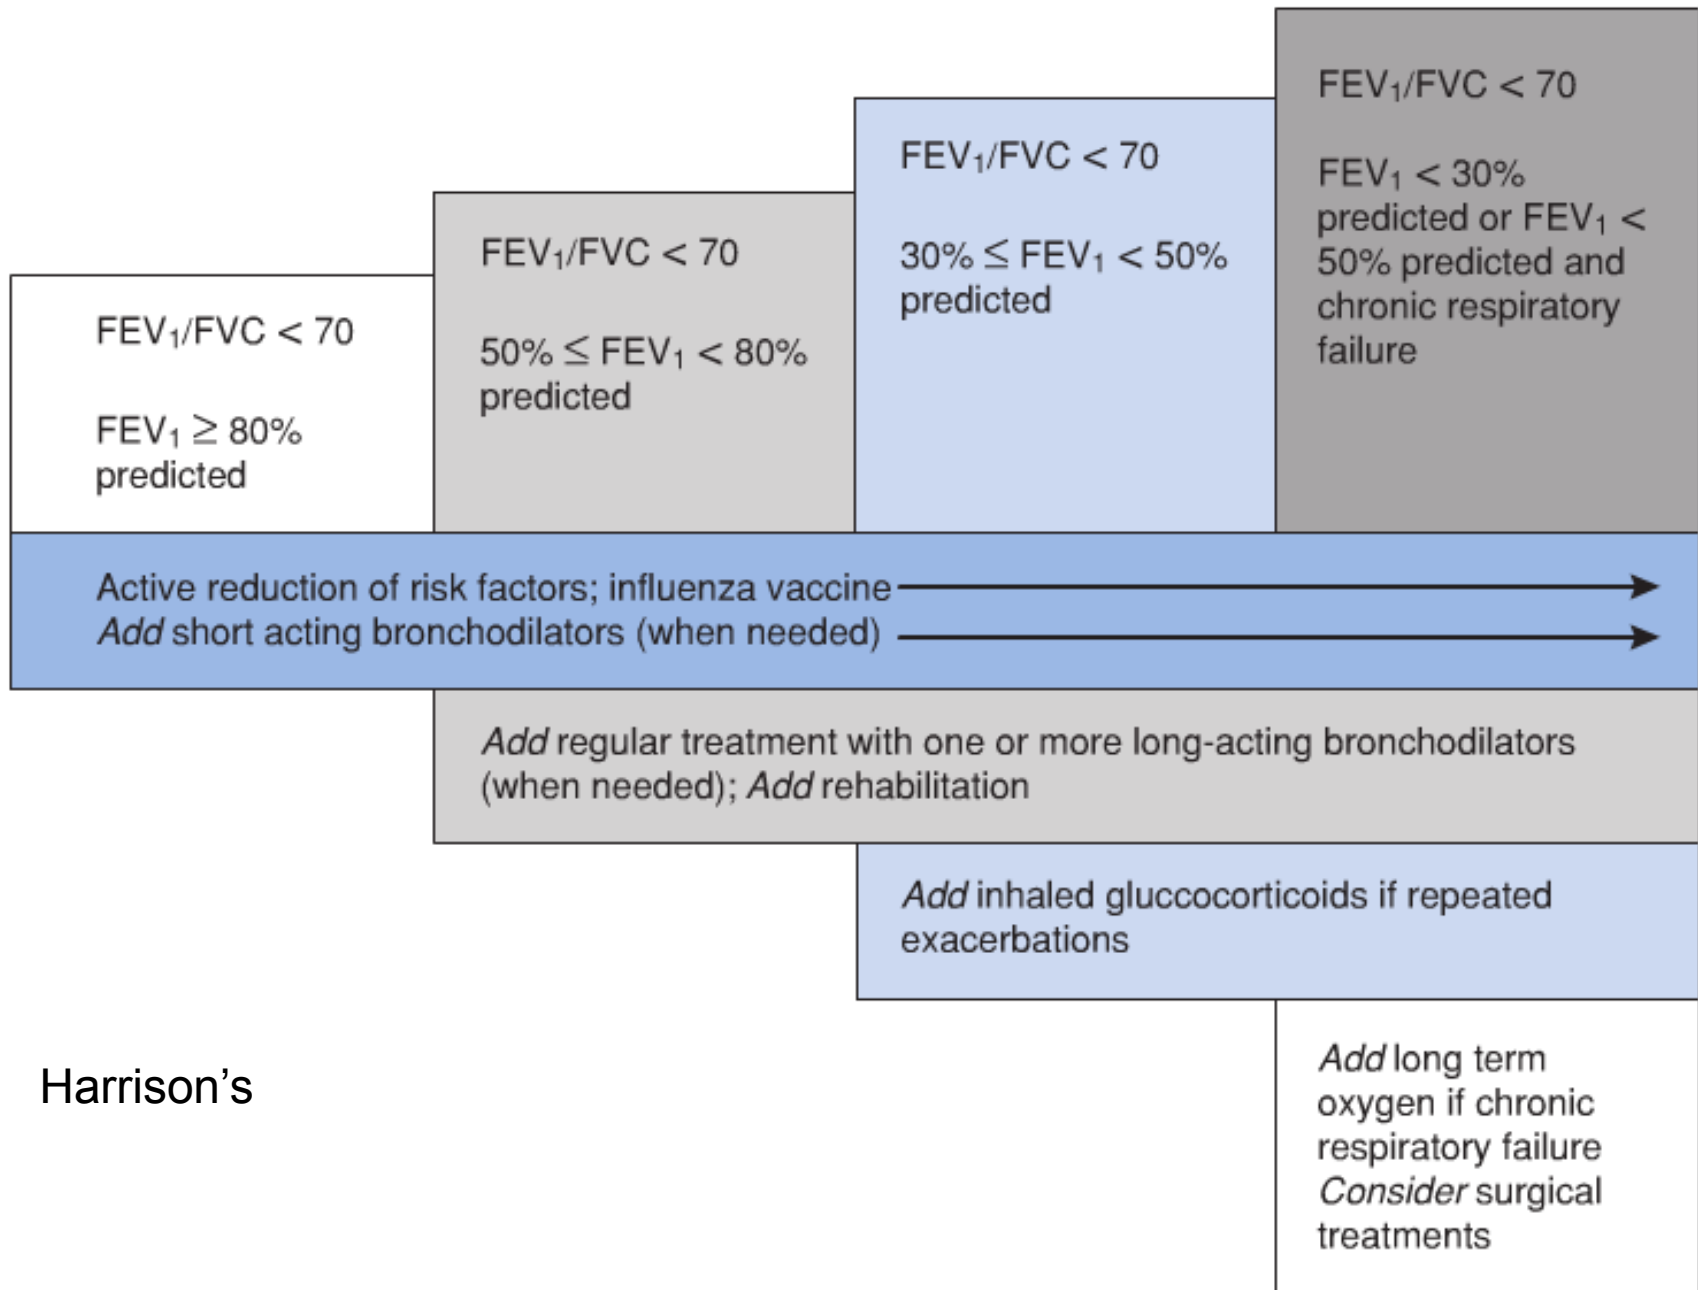 FEV₁/FVC < 70
FEV₁ ≥ 80%
predicted
FEV₁/FVC < 70
50% ≤ FEV₁ < 80%
predicted
FEV₁/FVC < 70
30% ≤ FEV₁ < 50%
predicted
FEV₁/FVC < 70
FEV₁ < 30%
predicted or FEV₁ <
50% predicted and
chronic respiratory
failure
Active reduction of risk factors; influenza vaccine
Add short acting bronchodilators (when needed)
Add regular treatment with one or more long-acting bronchodilators
(when needed); Add rehabilitation
Add inhaled gluccocorticoids if repeated
exacerbations
Add long term
oxygen if chronic
respiratory failure
Consider surgical
treatments
Harrison’s